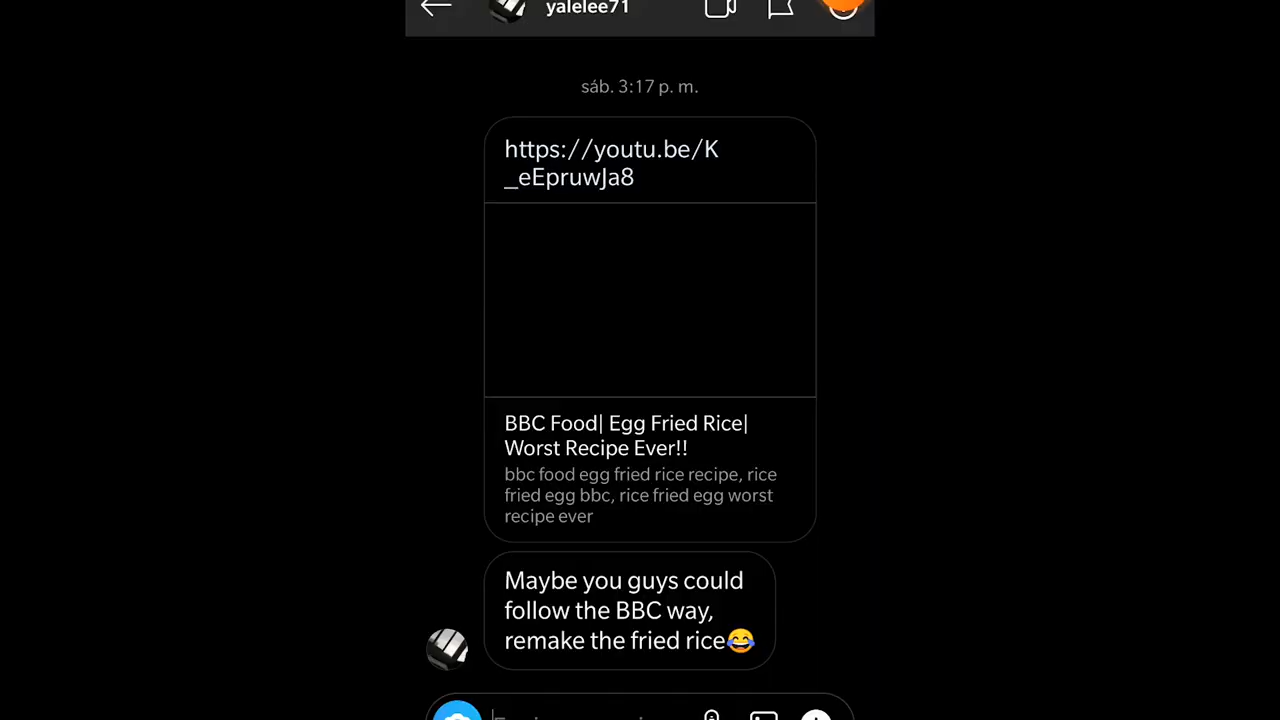 yalelee71
sáb. 3:17 p. m.
https://youtu.be/K
_eEpruwJa8
BBC Food| Egg Fried Rice|
Worst Recipe Ever!!
bbc food egg fried rice recipe, rice
fried egg bbc, rice fried egg worst
recipe ever
Maybe you guys could
follow the BBC way,
remake the fried rice😂